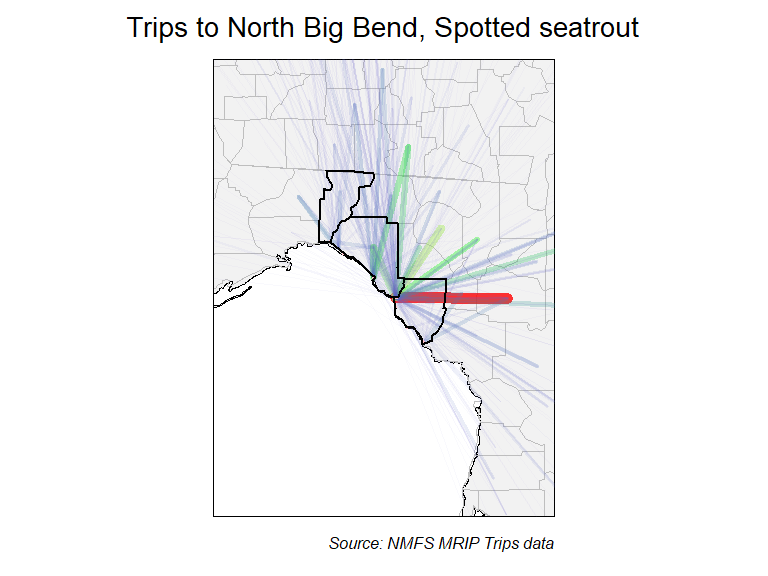 Trips to North Big Bend, Spotted seatrout
Source: NMFS MRIP Trips data